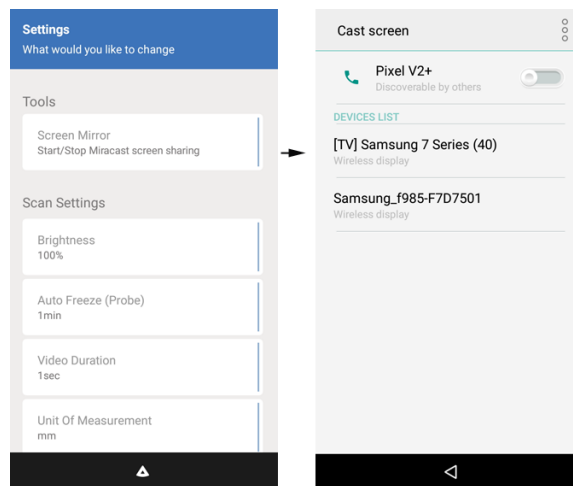 Settings
What would you like to change
Tools
Screen Mirror
Start/Stop Miracast screen sharing
Scan Settings
Brightness
100%
Auto Freeze (Probe)
1min
Video Duration
1sec
Unit Of Measurement
mm
Cast screen
Pixel V2+
Discoverable by others
DEVICES LIST
[TV] Samsung 7 Series (40)
Wireless display
Samsung_f985-F7D7501
Wireless display